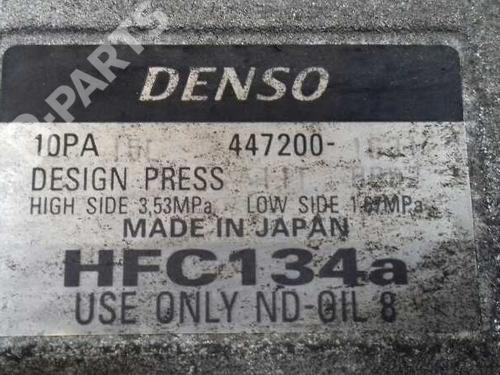 DENSO
10PA 447200-
DESIGN PRESS
HIGH SIDE 3,53MPa LOW SIDE 1,67MPa
MADE IN JAPAN
HFC134a
USE ONLY ND-OIL 8